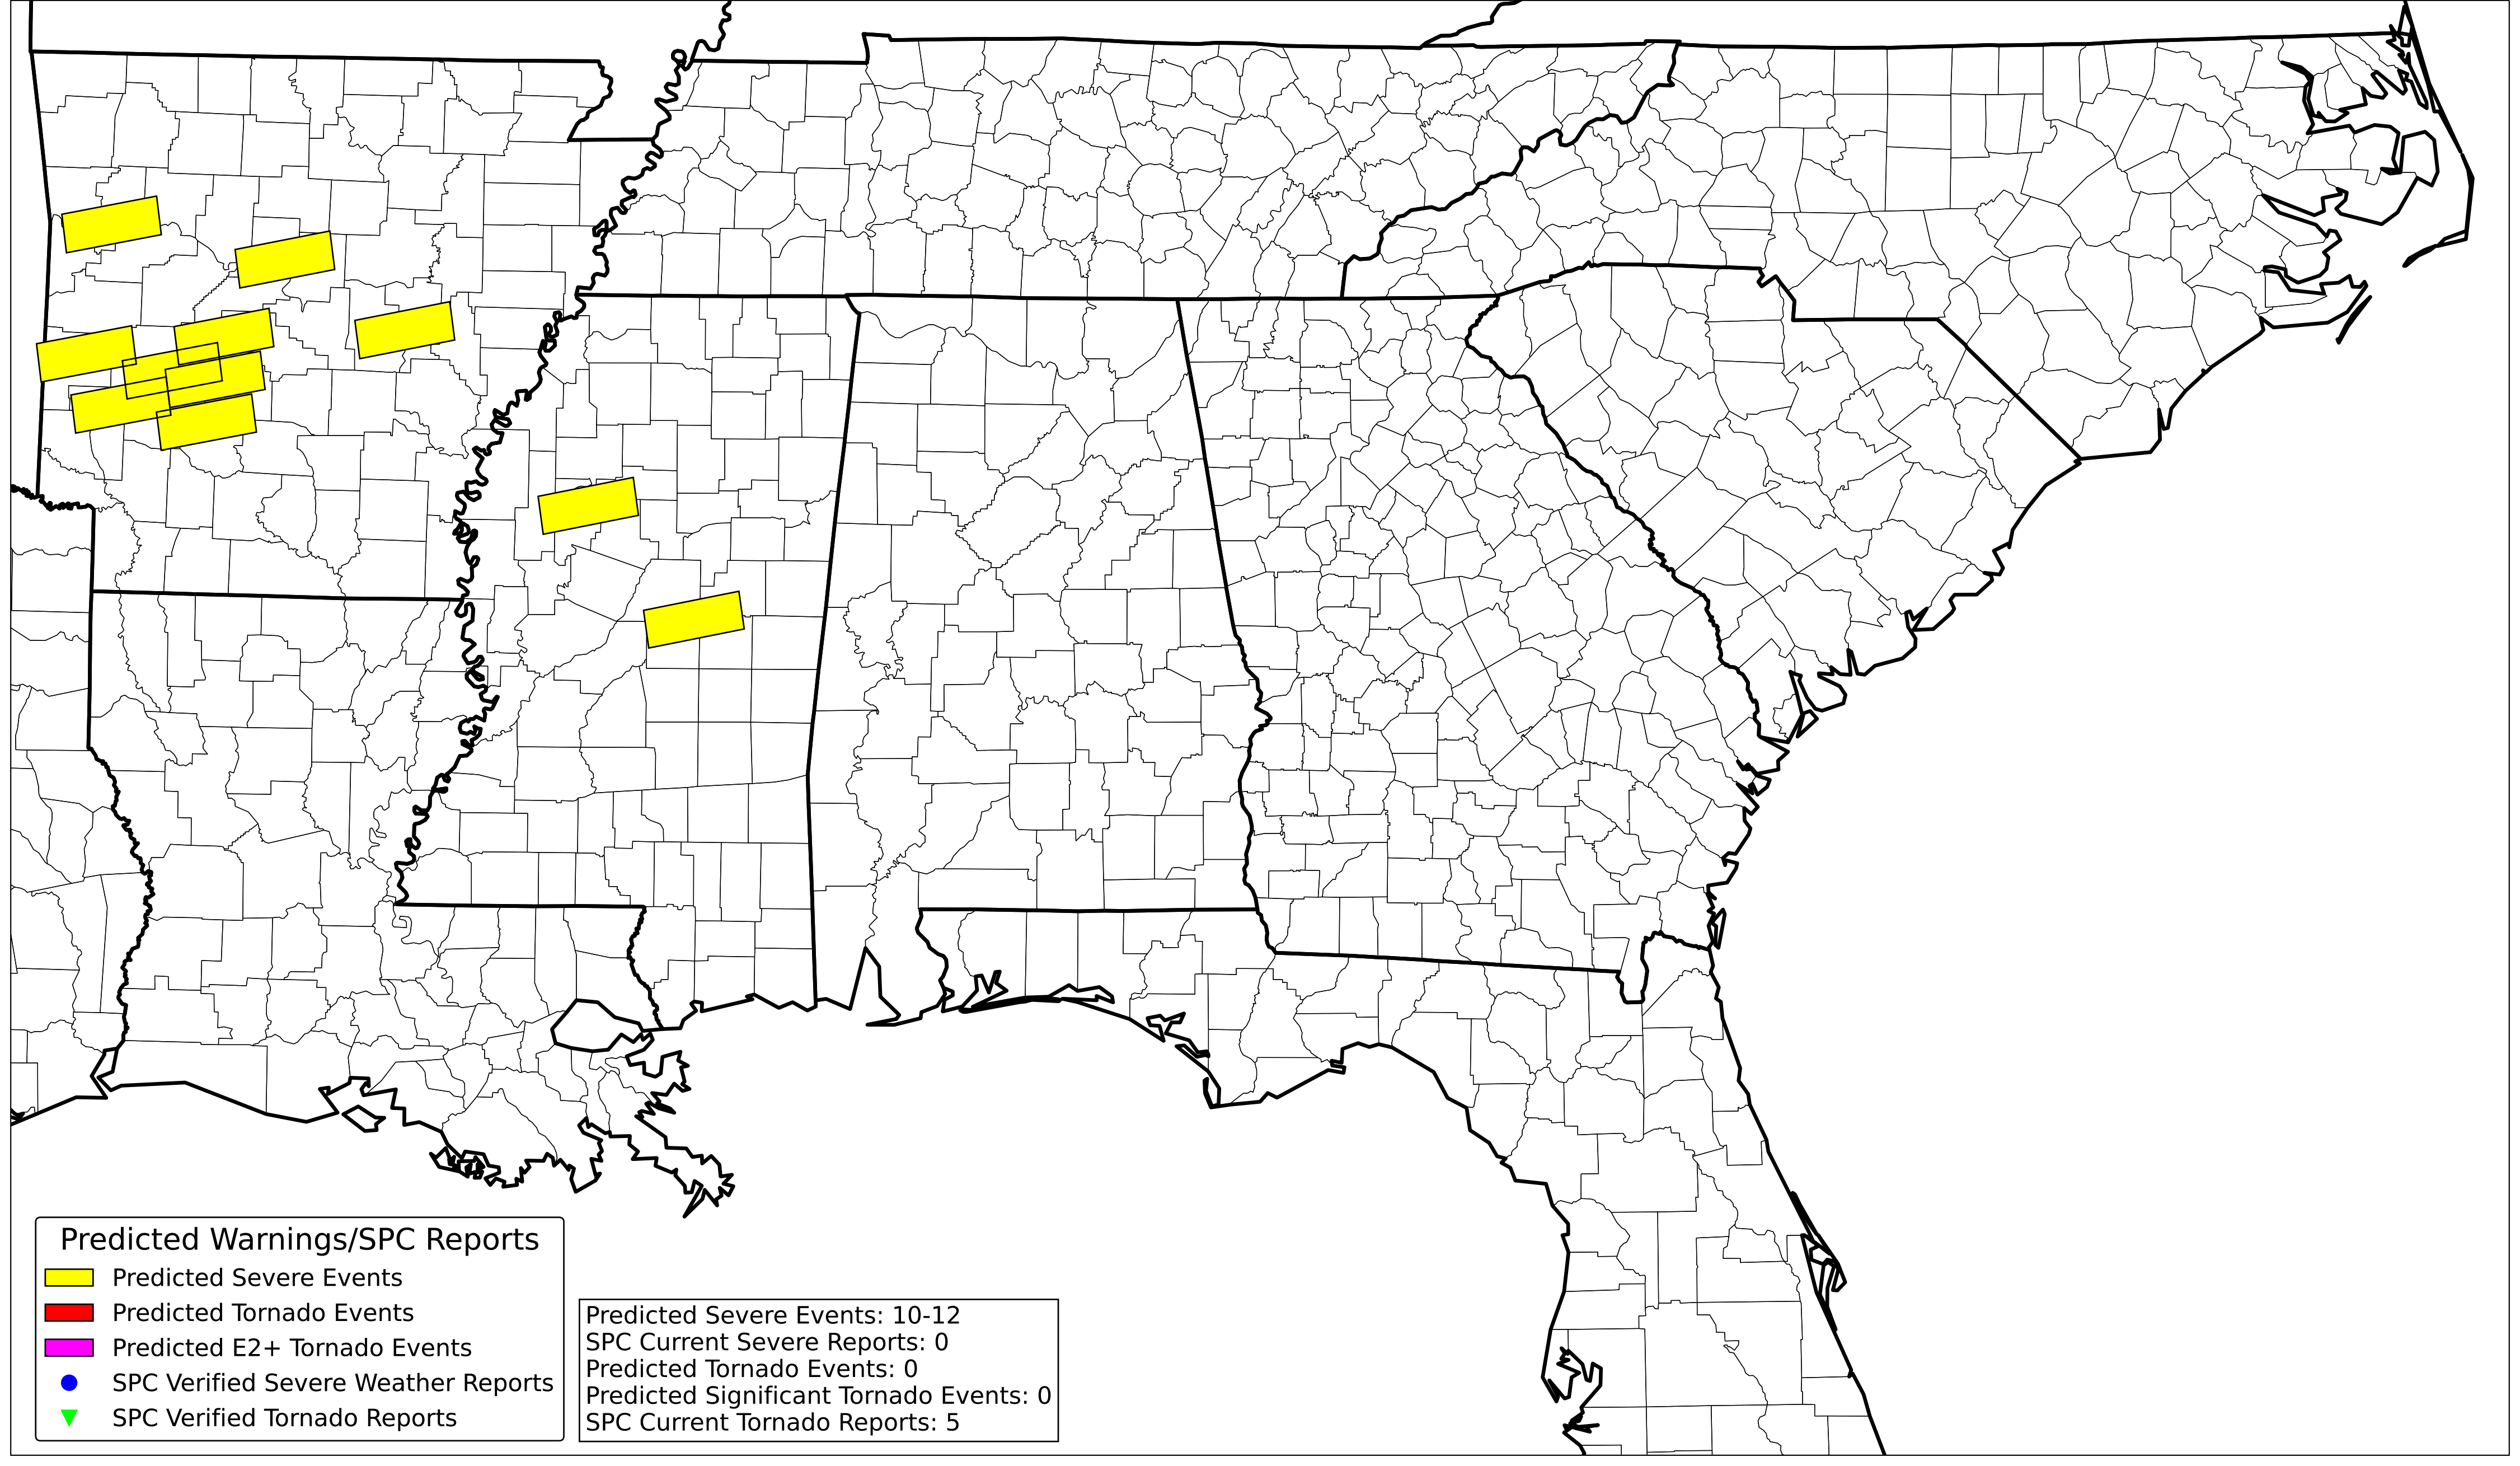 Predicted Warnings/SPC Reports
Predicted Severe Events
Predicted Tornado Events
Predicted E2+ Tornado Events
SPC Verified Severe Weather Reports
SPC Verified Tornado Reports
Predicted Severe Events: 10-12
SPC Current Severe Reports: 0
Predicted Tornado Events: 0
Predicted Significant Tornado Events: 0
SPC Current Tornado Reports: 5